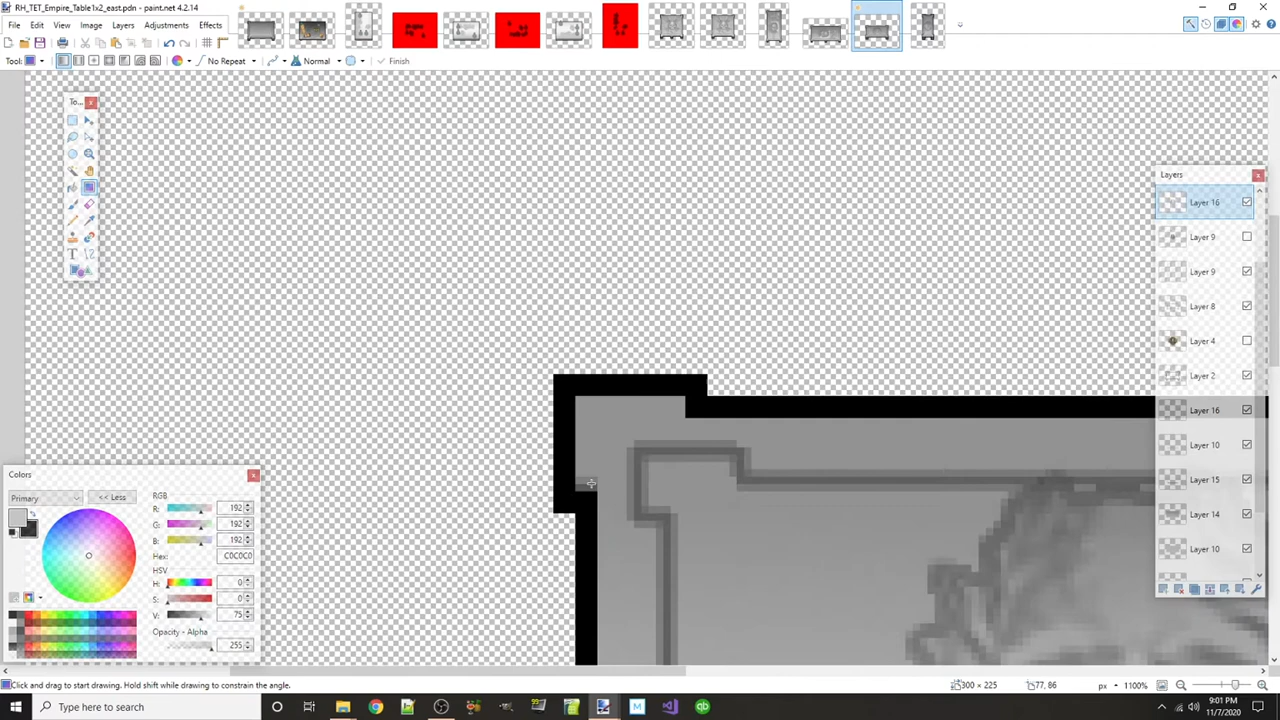 RH_TET_Empire_Table1x2_east.pdn - paint.net 4.2.14
File Edit View Image Layers Adjustments Effects
Tool: No Repeat Normal Finish
To...
Layers
Layer 16
Layer 9
Layer 9
Layer 8
Layer 4
Layer 2
Layer 16
Layer 10
Layer 15
Layer 14
Layer 10
Colors
Primary << Less
RGB
R: 192
G: 192
B: 192
Hex: C0C0C0
HSV
H: 0
S: 0
V: 75
Opacity - Alpha
255
Click and drag to start drawing. Hold shift while drawing to constrain the angle.
300 × 225 77, 86 px 1100%
Type here to search
9:01 PM
11/7/2020